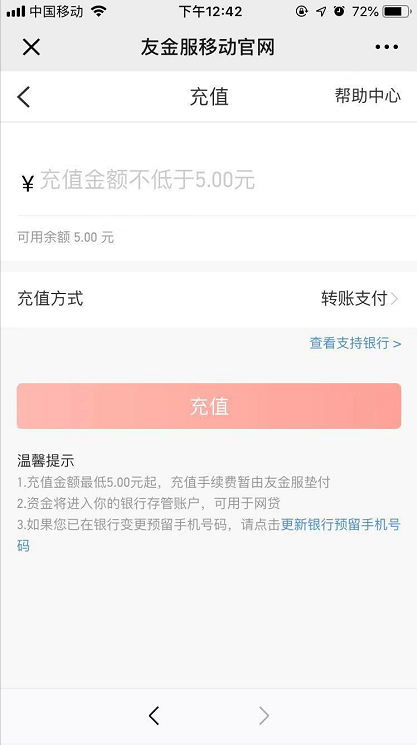 中国移动 下午12:42 72%
友金服移动官网
充值 帮助中心
¥ 充值金额不低于5.00元
可用余额 5.00 元
充值方式 转账支付
查看支持银行 >
充值
温馨提示
1.充值金额最低5.00元起，充值手续费暂由友金服垫付
2.资金将进入你的银行存管账户，可用于网贷
3.如果您已在银行变更预留手机号码，请点击更新银行预留手机号
码